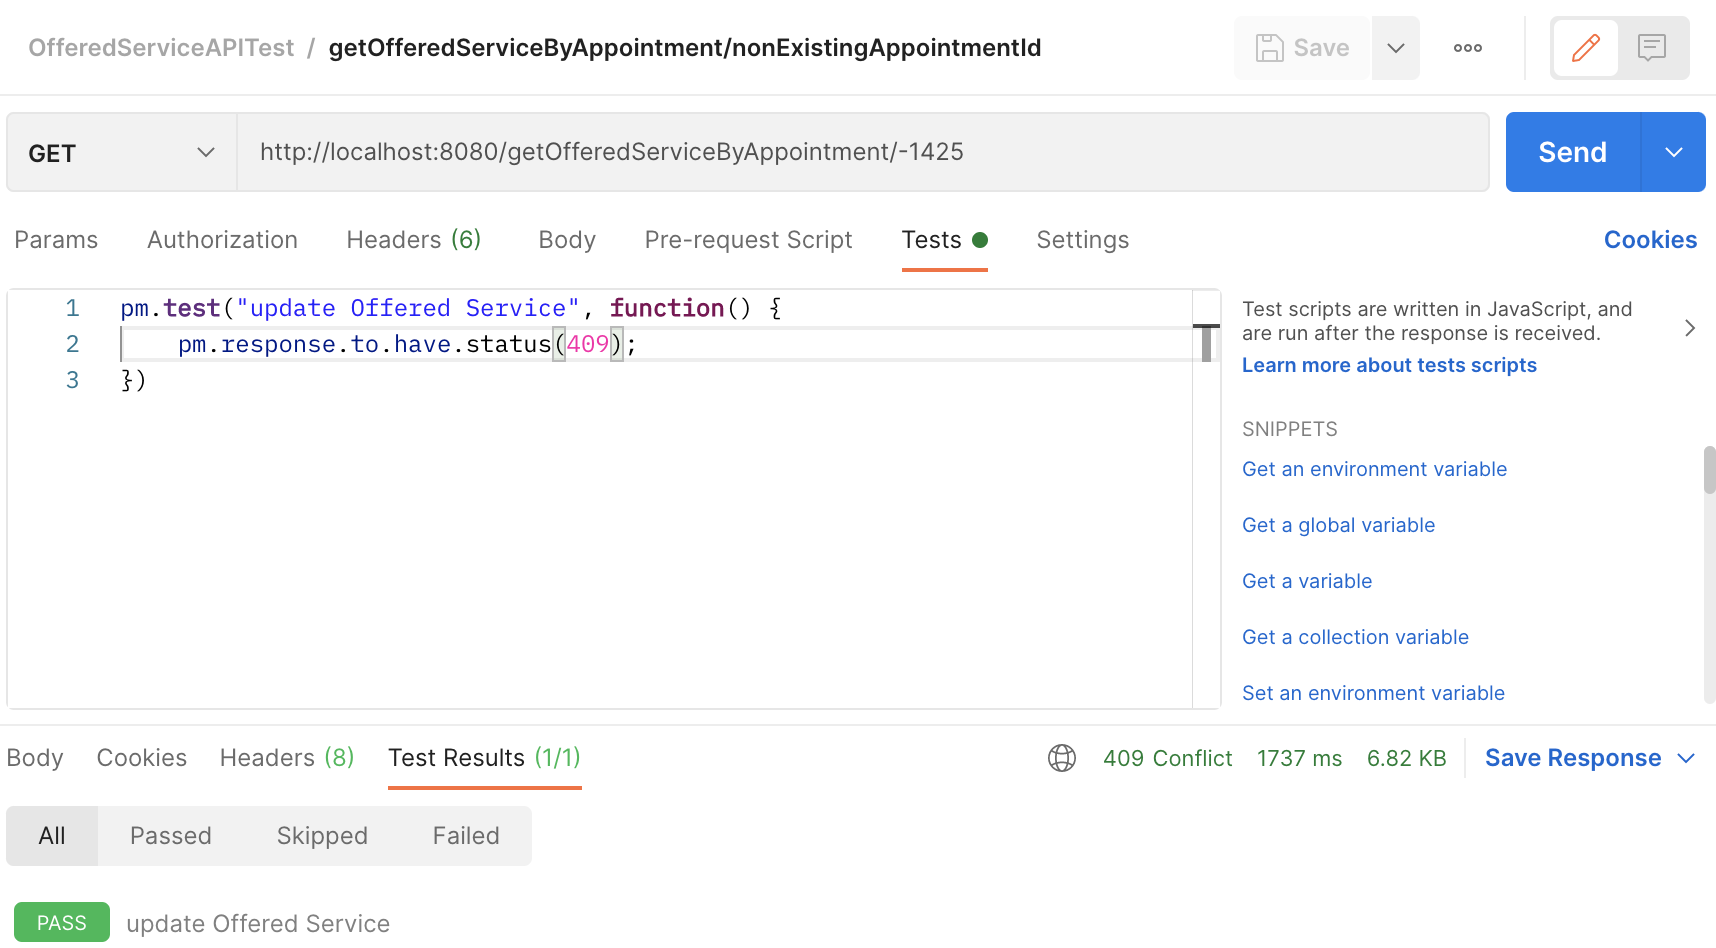 OfferedServiceAPITest / getOfferedServiceByAppointment/nonExistingAppointmentId
Save
GET
http://localhost:8080/getOfferedServiceByAppointment/-1425
Send
Params Authorization Headers (6) Body Pre-request Script Tests Settings Cookies
1 pm.test("update Offered Service", function() {
2 pm.response.to.have.status(409);
3 })
Test scripts are written in JavaScript, and
are run after the response is received.
Learn more about tests scripts
SNIPPETS
Get an environment variable
Get a global variable
Get a variable
Get a collection variable
Set an environment variable
Body Cookies Headers (8) Test Results (1/1) 409 Conflict 1737 ms 6.82 KB Save Response
All Passed Skipped Failed
PASS update Offered Service